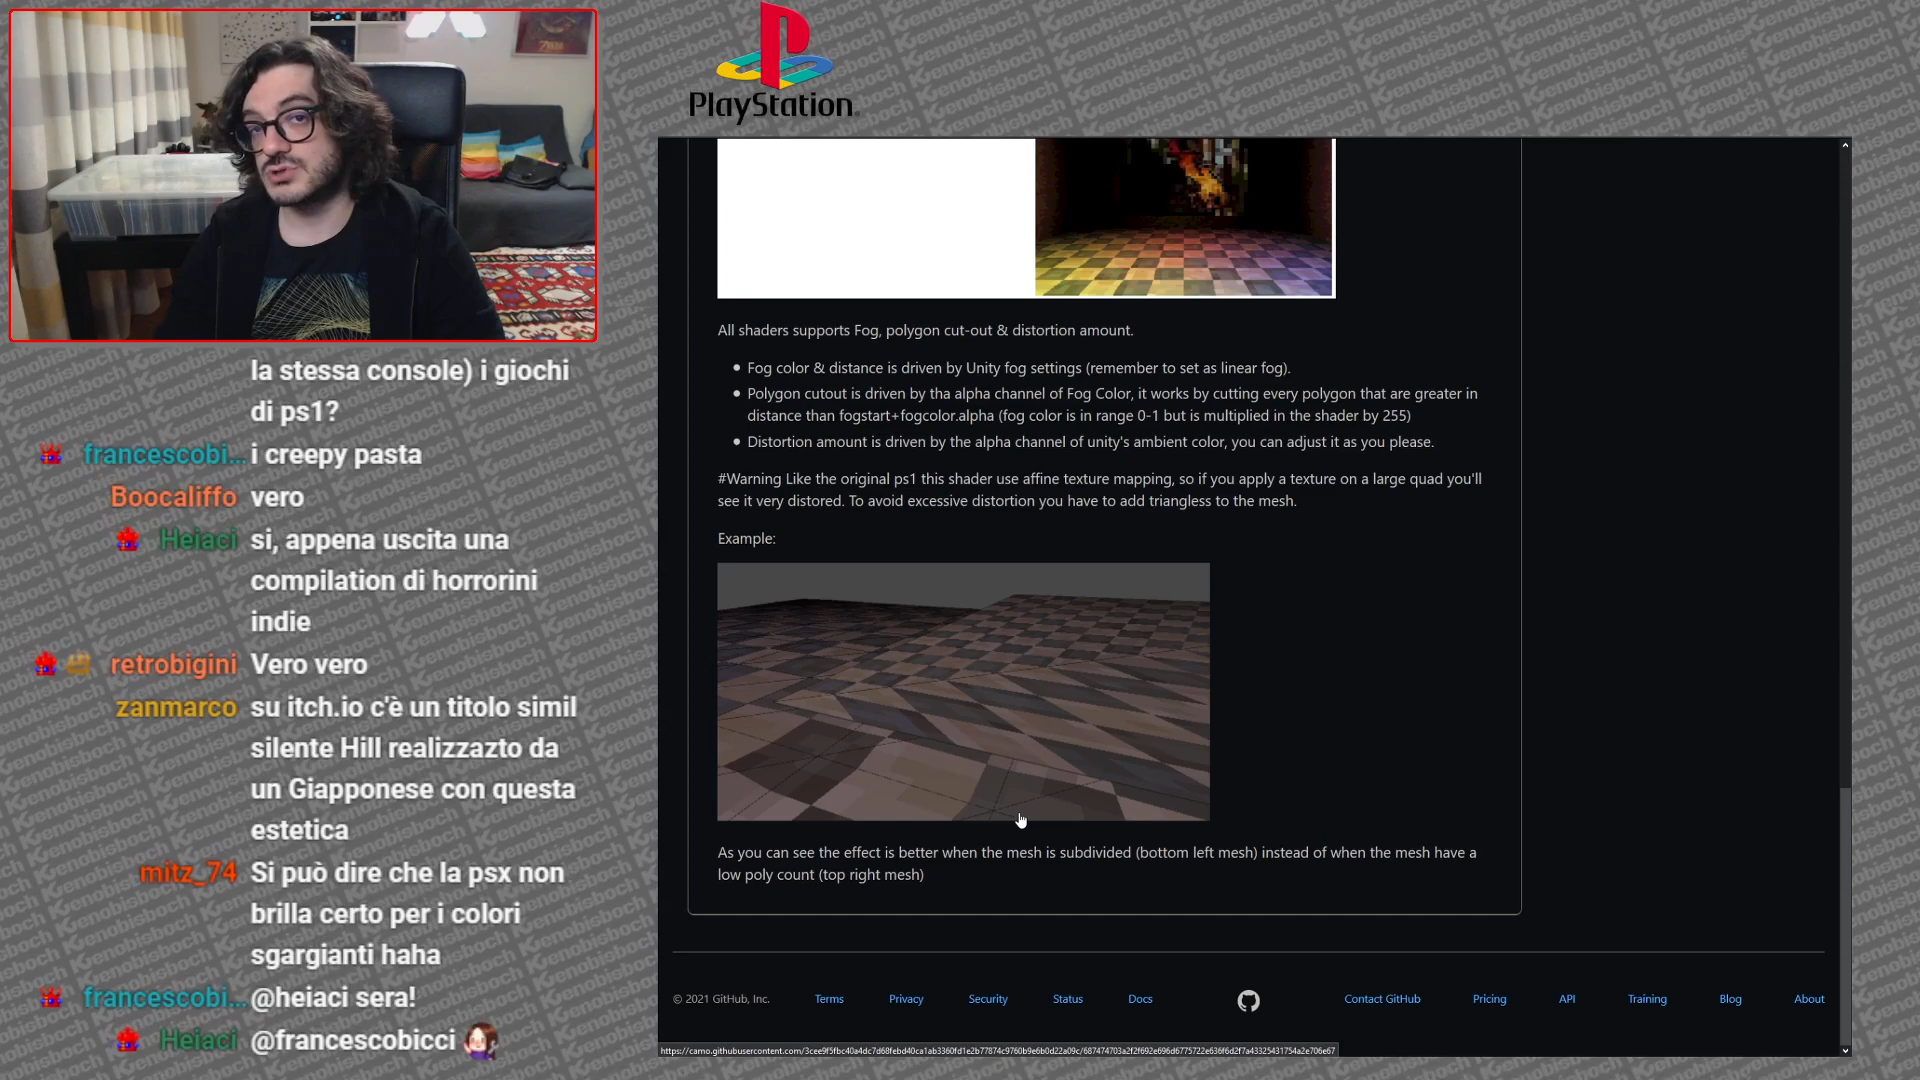 PlayStation
la stessa console) i giochi
di ps1?
francescobi... i creepy pasta
Boocaliffo vero
Heiaci si, appena uscita una
compilation di horrorini
indie
retrobigini Vero vero
zanmarco su itch.io c'è un titolo simil
silente Hill realizzazto da
un Giapponese con questa
estetica
mitz_74 Si può dire che la psx non
brilla certo per i colori
sgargianti haha
francescobi... @heiaci sera!
Heiaci @francescobicci
All shaders supports Fog, polygon cut-out & distortion amount.
Fog color & distance is driven by Unity fog settings (remember to set as linear fog).
Polygon cutout is driven by tha alpha channel of Fog Color, it works by cutting every polygon that are greater in
distance than fogstart+fogcolor.alpha (fog color is in range 0-1 but is multiplied in the shader by 255)
Distortion amount is driven by the alpha channel of unity's ambient color, you can adjust it as you please.
#Warning Like the original ps1 this shader use affine texture mapping, so if you apply a texture on a large quad you'll
see it very distored. To avoid excessive distortion you have to add triangless to the mesh.
Example:
As you can see the effect is better when the mesh is subdivided (bottom left mesh) instead of when the mesh have a
low poly count (top right mesh)
© 2021 GitHub, Inc. Terms Privacy Security Status Docs Contact GitHub Pricing API Training Blog About
Kenobisboch